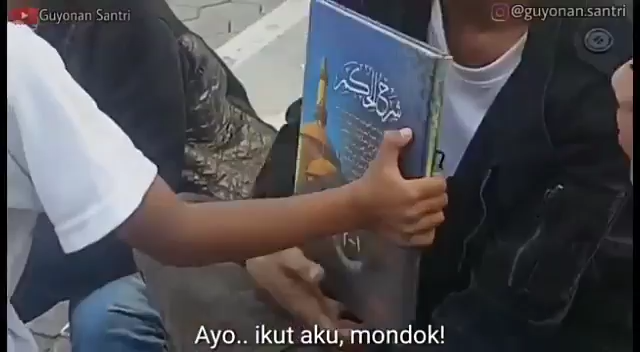 Guyonan Santri
@guyonan.santri
شرح الحكم
Ayo.. ikut aku, mondok!